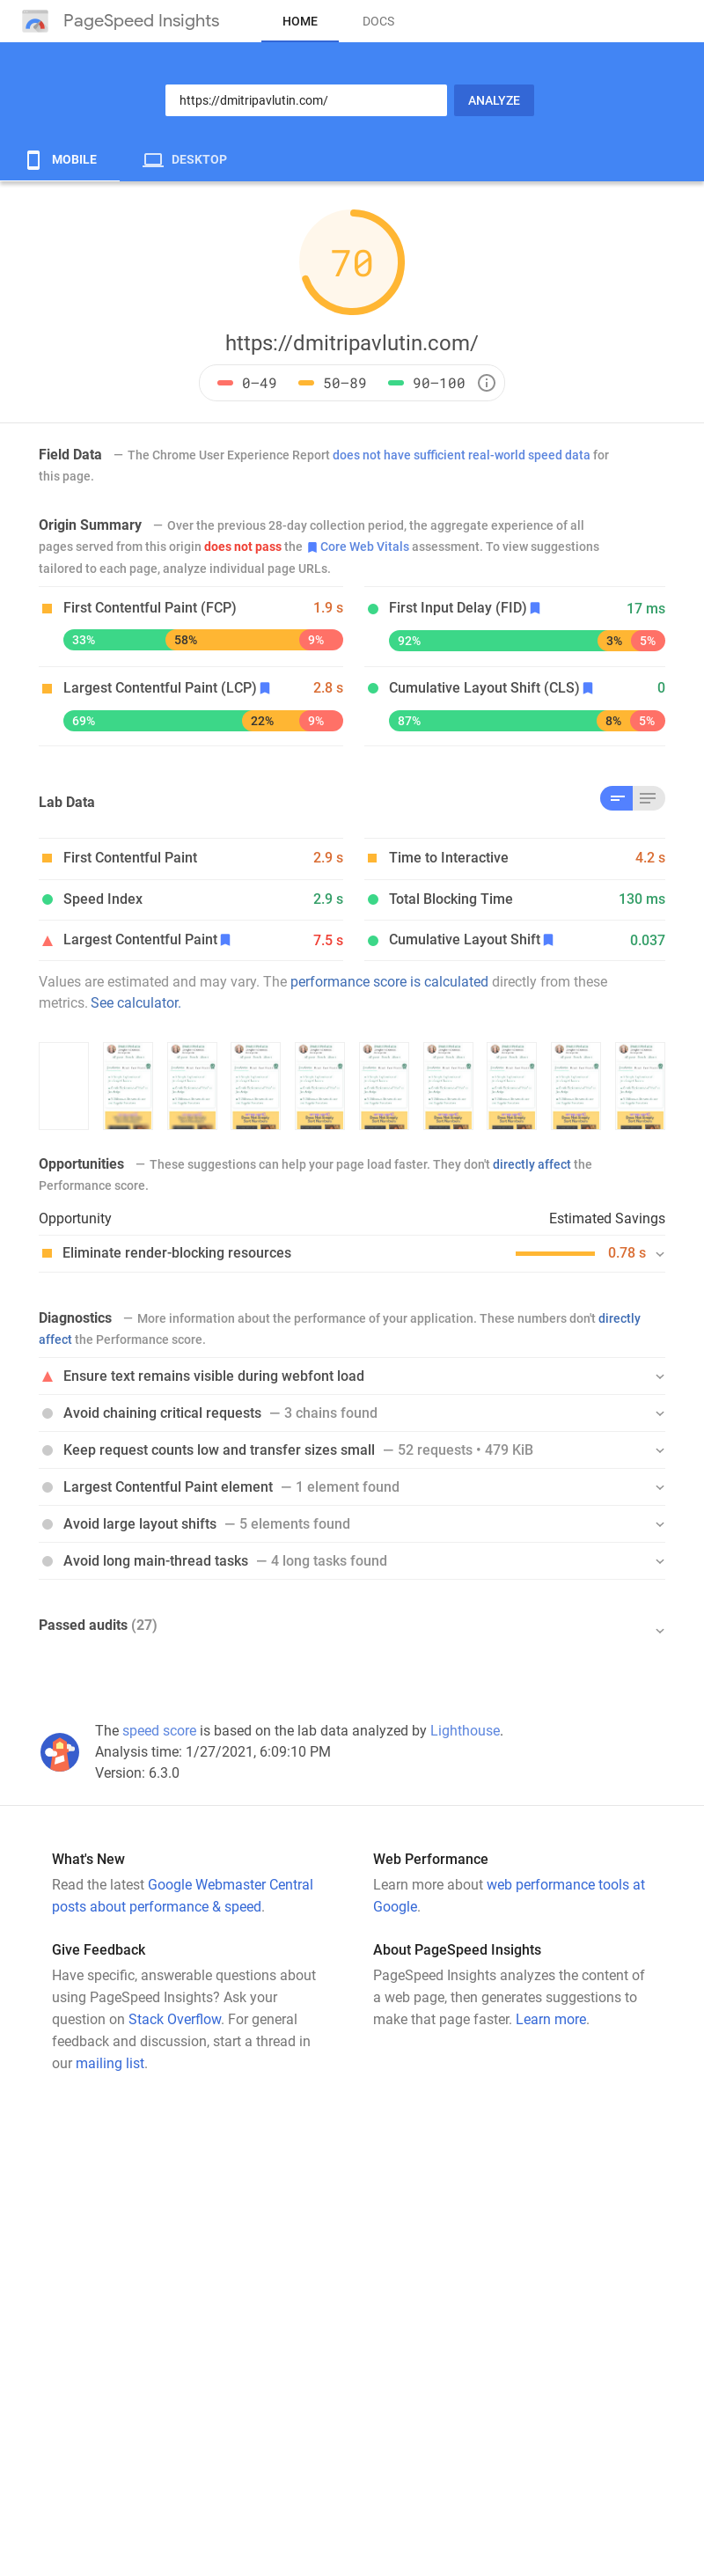 PageSpeed Insights
HOME
DOCS
https://dmitripavlutin.com/
ANALYZE
MOBILE
DESKTOP
70
https://dmitripavlutin.com/
0–49
50–89
90–100
Field Data — The Chrome User Experience Report does not have sufficient real-world speed data for
this page.
Origin Summary — Over the previous 28-day collection period, the aggregate experience of all
pages served from this origin does not pass the Core Web Vitals assessment. To view suggestions
tailored to each page, analyze individual page URLs.
First Contentful Paint (FCP) 1.9 s
33% 58% 9%
First Input Delay (FID) 17 ms
92% 3% 5%
Largest Contentful Paint (LCP) 2.8 s
69% 22% 9%
Cumulative Layout Shift (CLS) 0
87% 8% 5%
Lab Data
First Contentful Paint 2.9 s
Time to Interactive 4.2 s
Speed Index 2.9 s
Total Blocking Time 130 ms
Largest Contentful Paint 7.5 s
Cumulative Layout Shift 0.037
Values are estimated and may vary. The performance score is calculated directly from these
metrics. See calculator.
Opportunities — These suggestions can help your page load faster. They don't directly affect the
Performance score.
Opportunity Estimated Savings
Eliminate render-blocking resources 0.78 s
Diagnostics — More information about the performance of your application. These numbers don't directly
affect the Performance score.
Ensure text remains visible during webfont load
Avoid chaining critical requests — 3 chains found
Keep request counts low and transfer sizes small — 52 requests • 479 KiB
Largest Contentful Paint element — 1 element found
Avoid large layout shifts — 5 elements found
Avoid long main-thread tasks — 4 long tasks found
Passed audits (27)
The speed score is based on the lab data analyzed by Lighthouse.
Analysis time: 1/27/2021, 6:09:10 PM
Version: 6.3.0
What's New
Read the latest Google Webmaster Central
posts about performance & speed.
Web Performance
Learn more about web performance tools at
Google.
Give Feedback
Have specific, answerable questions about
using PageSpeed Insights? Ask your
question on Stack Overflow. For general
feedback and discussion, start a thread in
our mailing list.
About PageSpeed Insights
PageSpeed Insights analyzes the content of
a web page, then generates suggestions to
make that page faster. Learn more.